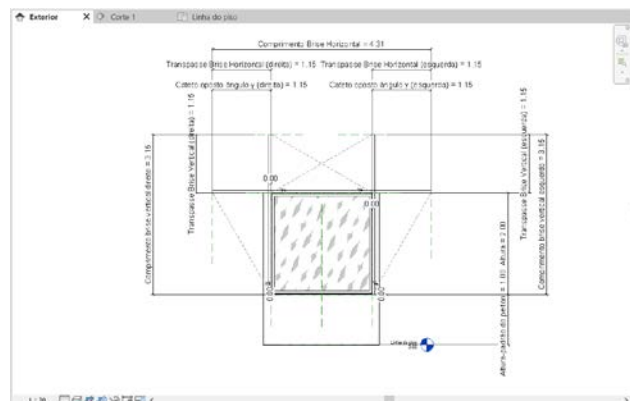 Exterior
Corte 1
Linha do piso
Comprimento Brise Horizontal = 4.31
Transpasse Brise Horizontal (direita) = 1.15
Transpasse Brise Horizontal (esquerda) = 1.15
Cateto oposto ângulo y (direita) = 1.15
Cateto oposto ângulo y (esquerda) = 1.15
Comprimento brise vertical direito = 3.15
Transpasse Brise Vertical (direita) = 1.15
Transpasse Brise Vertical (esquerda) = 1.15
Comprimento brise vertical esquerdo = 3.15
0.00
0.00
0.00
0.00
Altura = 2.00